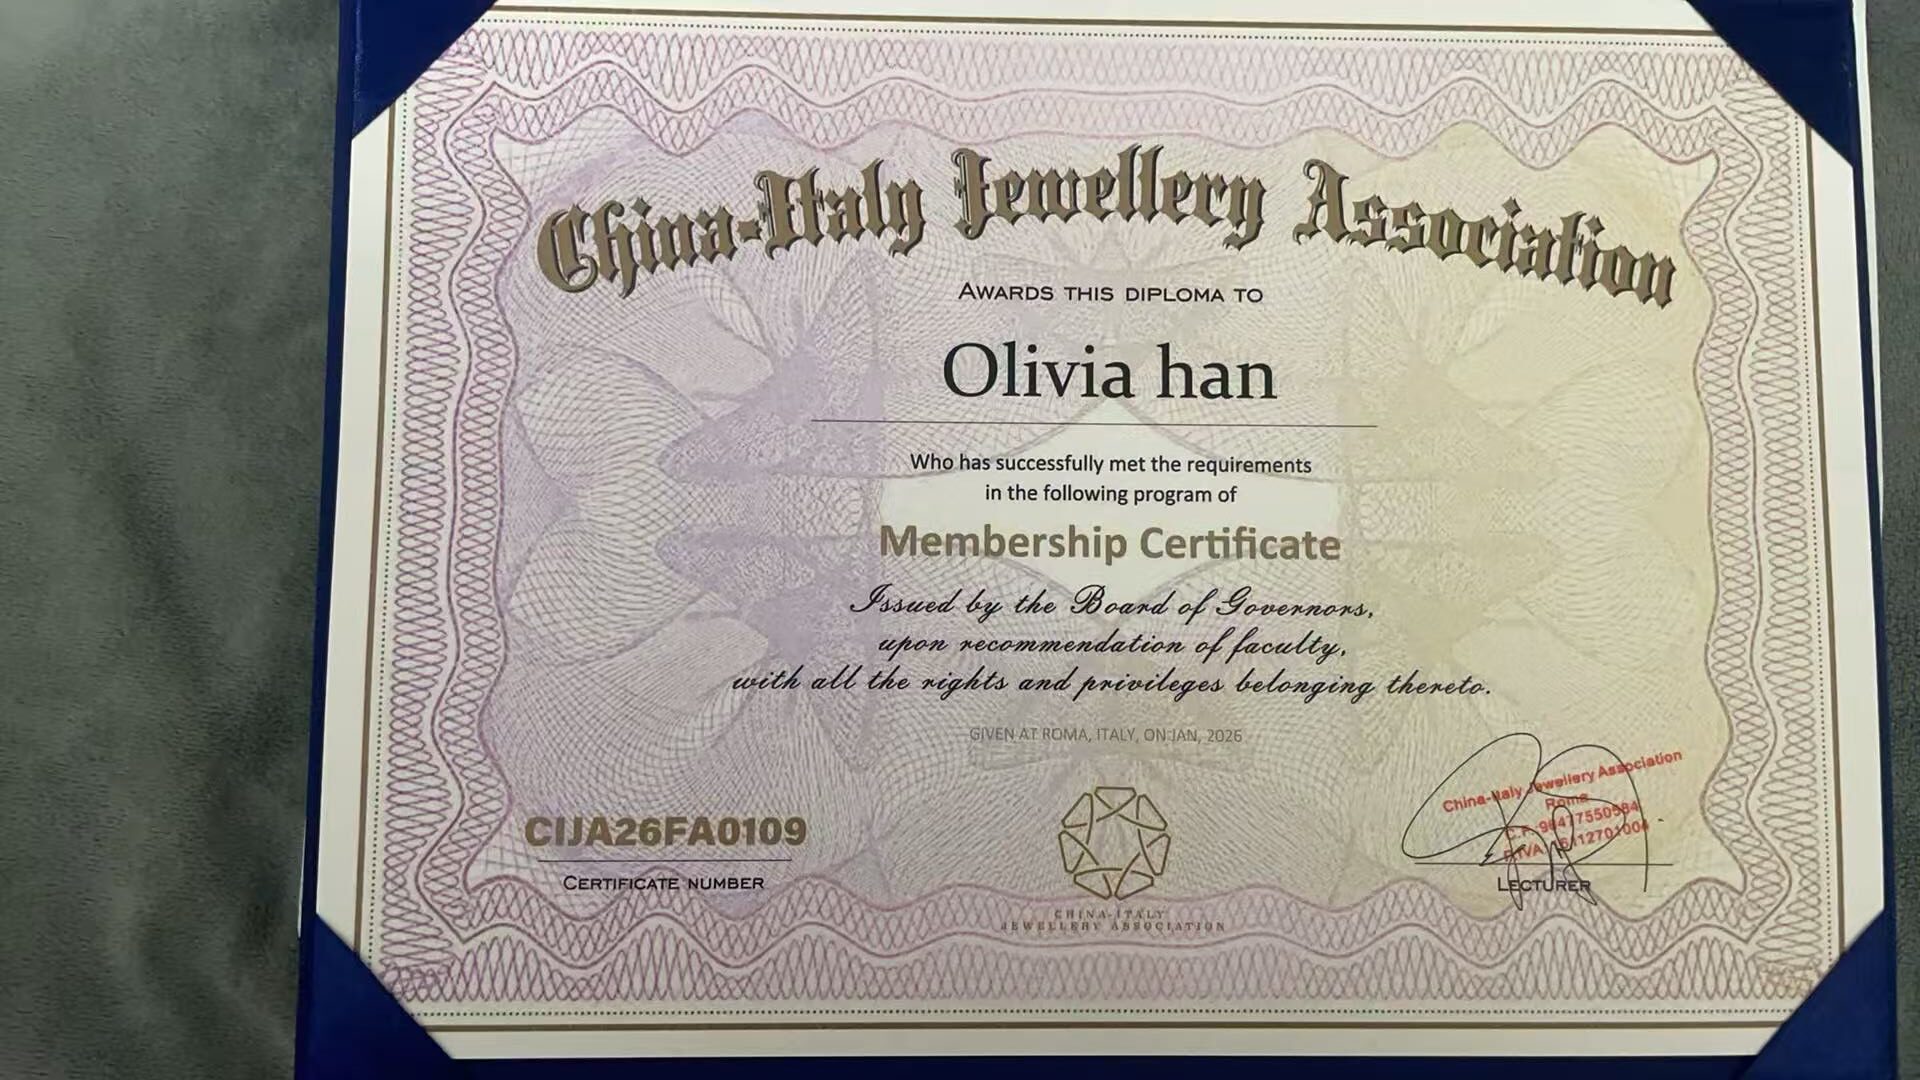 China-Italy Jewellery Association
AWARDS THIS DIPLOMA TO
Olivia han
Who has successfully met the requirements
in the following program of
Membership Certificate
Issued by the Board of Governors,
upon recommendation of faculty,
with all the rights and privileges belonging thereto.
GIVEN AT ROMA, ITALY, ON JAN, 2026
CIJA26FA0109
CERTIFICATE NUMBER
CHINA-ITALY
JEWELLERY ASSOCIATION
China-Italy Jewellery Association
Roma
LECTURER